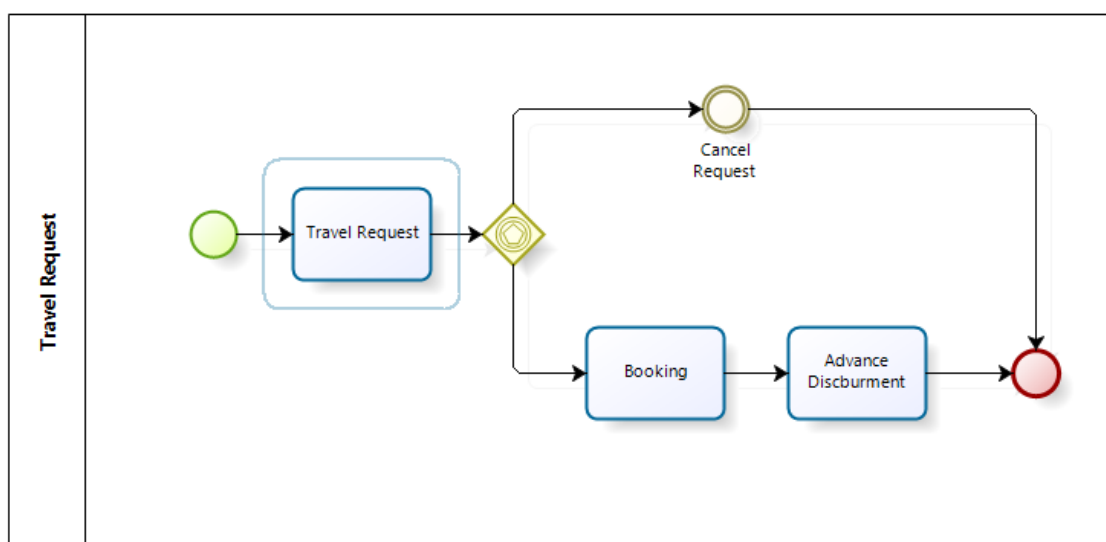 Travel Request
Travel Request
Cancel
Request
Booking
Advance
Discburment